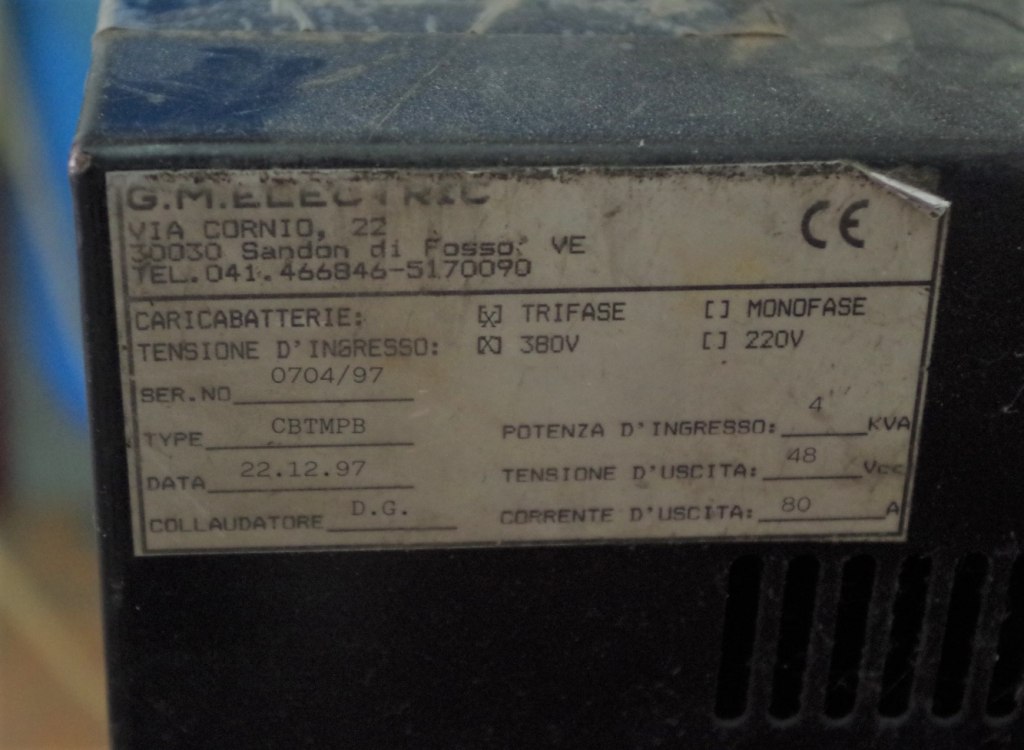 G.M.ELECTRIC
VIA CORNIO, 22
30030 Sandon di Fosso' VE
TEL.041.466846-5170090
CE
CARICABATTERIE: [X] TRIFASE [ ] MONOFASE
TENSIONE D'INGRESSO: [X] 380V [ ] 220V
SER.NO 0704/97
TYPE CBTMPB
POTENZA D'INGRESSO: 4 KVA
DATA 22.12.97
TENSIONE D'USCITA: 48 Vcc
COLLAUDATORE D.G.
CORRENTE D'USCITA: 80 A